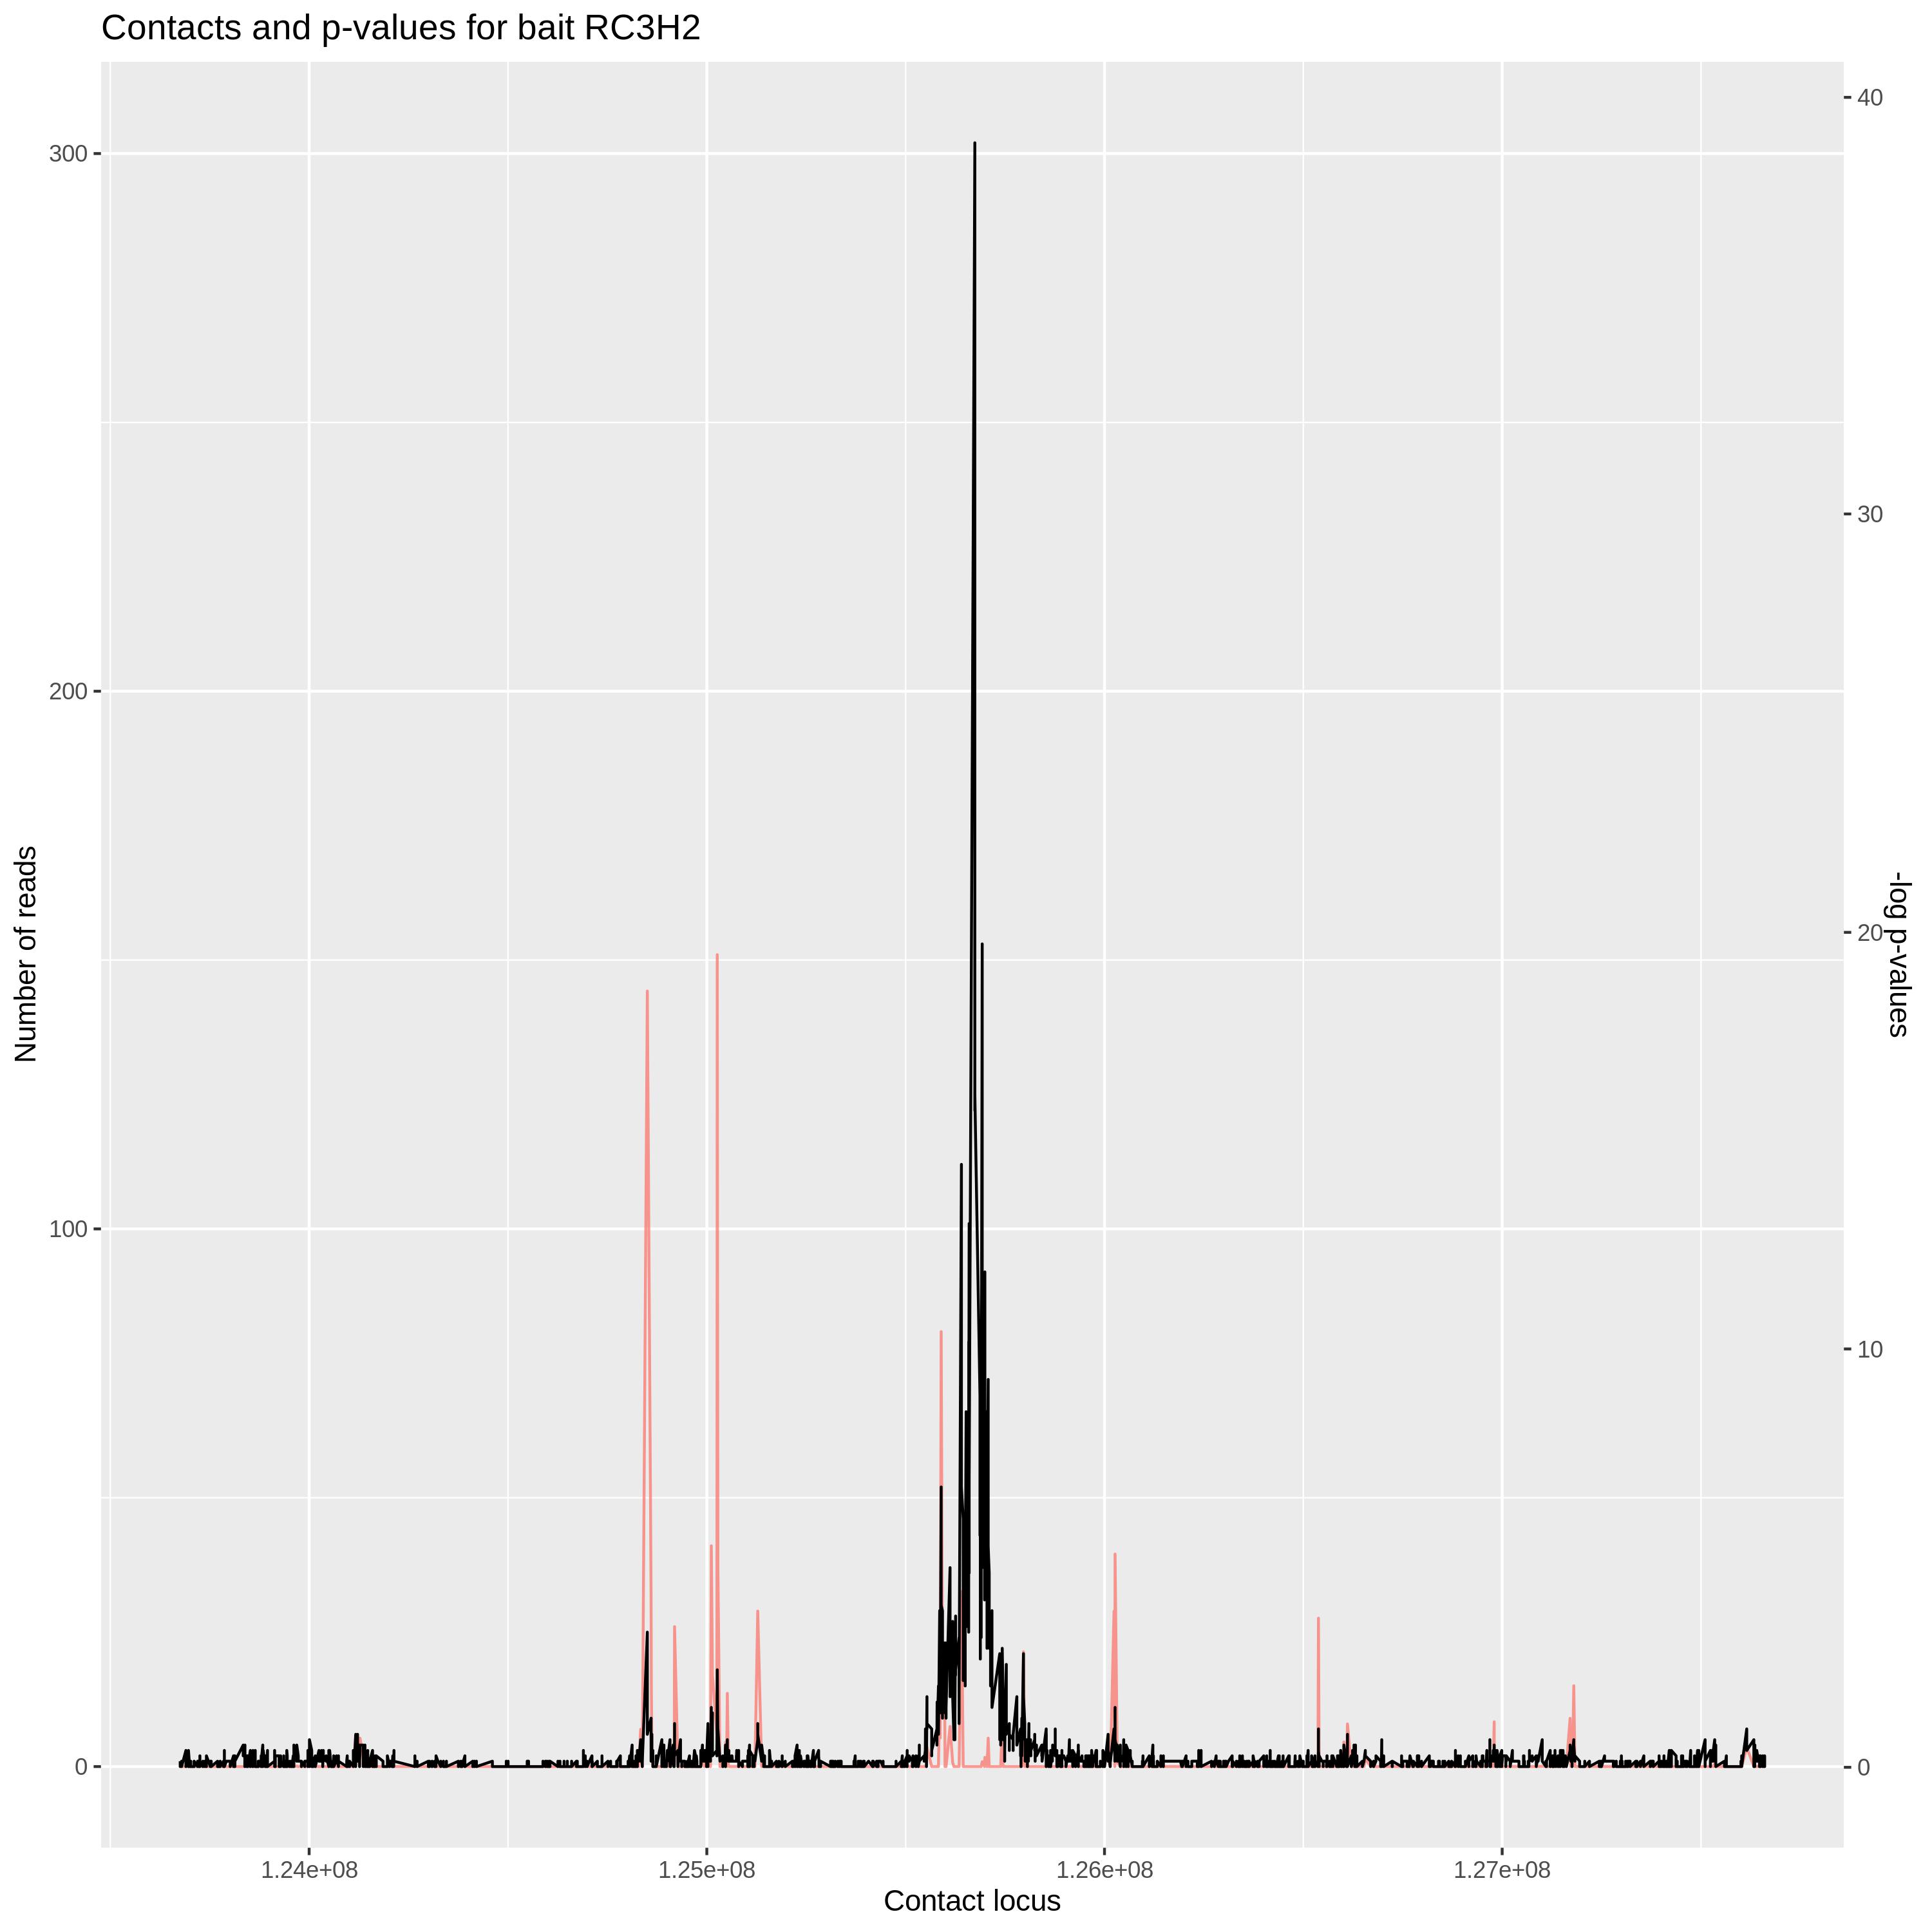 Contacts and p-values for bait RC3H2
300
200
100
0
Number of reads
40
30
20
10
0
-log p-values
1.24e+08
1.25e+08
1.26e+08
1.27e+08
Contact locus